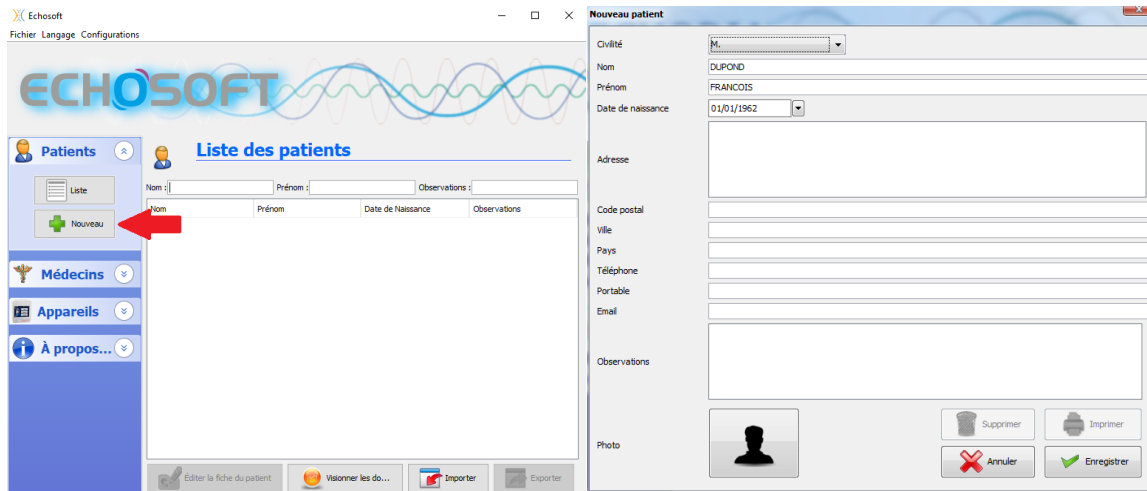 Echosoft
Fichier Langage Configurations
ECHOSOFT
Patients
Liste
Nouveau
Médecins
Appareils
À propos...
Liste des patients
Nom : Prénom : Observations :
Nom Prénom Date de Naissance Observations
Éditer la fiche du patient Visionner les do... Importer Exporter
Nouveau patient
Civilité M.
Nom DUPOND
Prénom FRANCOIS
Date de naissance 01/01/1962
Adresse
Code postal
Ville
Pays
Téléphone
Portable
Email
Observations
Photo
Supprimer Imprimer
Annuler Enregistrer